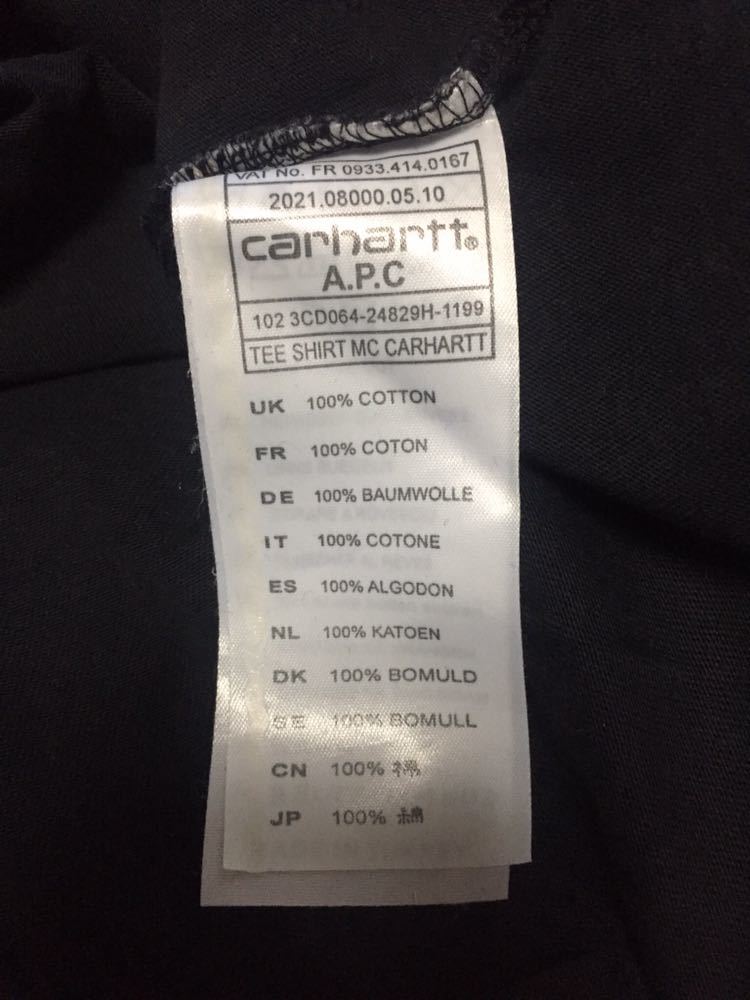 VAT No. FR 0933.414.0167
2021.08000.05.10
carhartt®
A.P.C
102 3CD064-24829H-1199
TEE SHIRT MC CARHARTT
UK 100% COTTON
FR 100% COTON
DE 100% BAUMWOLLE
IT 100% COTONE
ES 100% ALGODON
NL 100% KATOEN
DK 100% BOMULD
SE 100% BOMULL
CN 100%
JP 100%